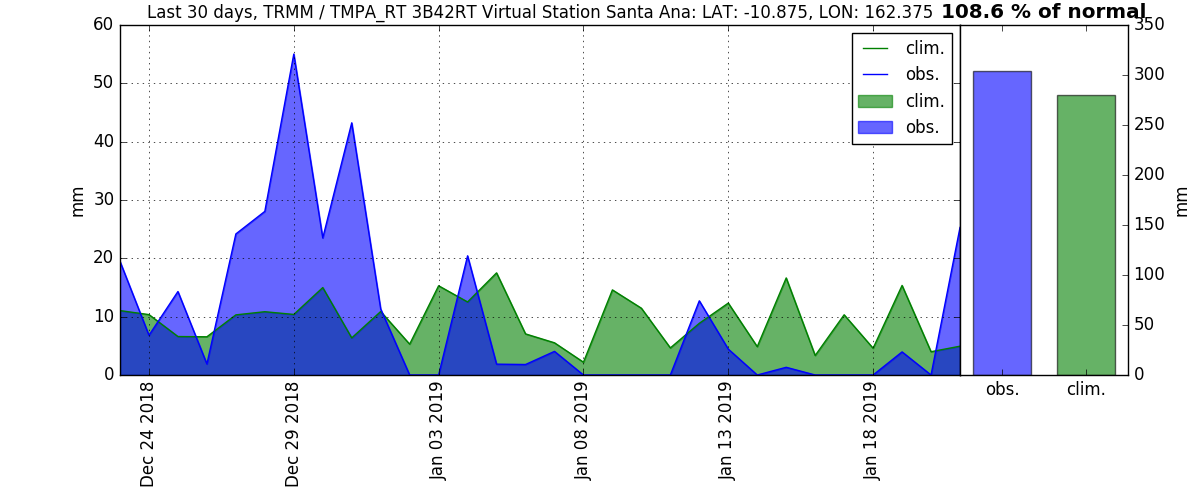 Last 30 days, TRMM / TMPA_RT 3B42RT Virtual Station Santa Ana: LAT: -10.875, LON: 162.375 108.6 % of normal
60
50
40
30
20
10
0
mm
clim.
obs.
clim.
obs.
350
300
250
200
150
100
50
0
mm
Dec 24 2018
Dec 29 2018
Jan 03 2019
Jan 08 2019
Jan 13 2019
Jan 18 2019
obs.
clim.